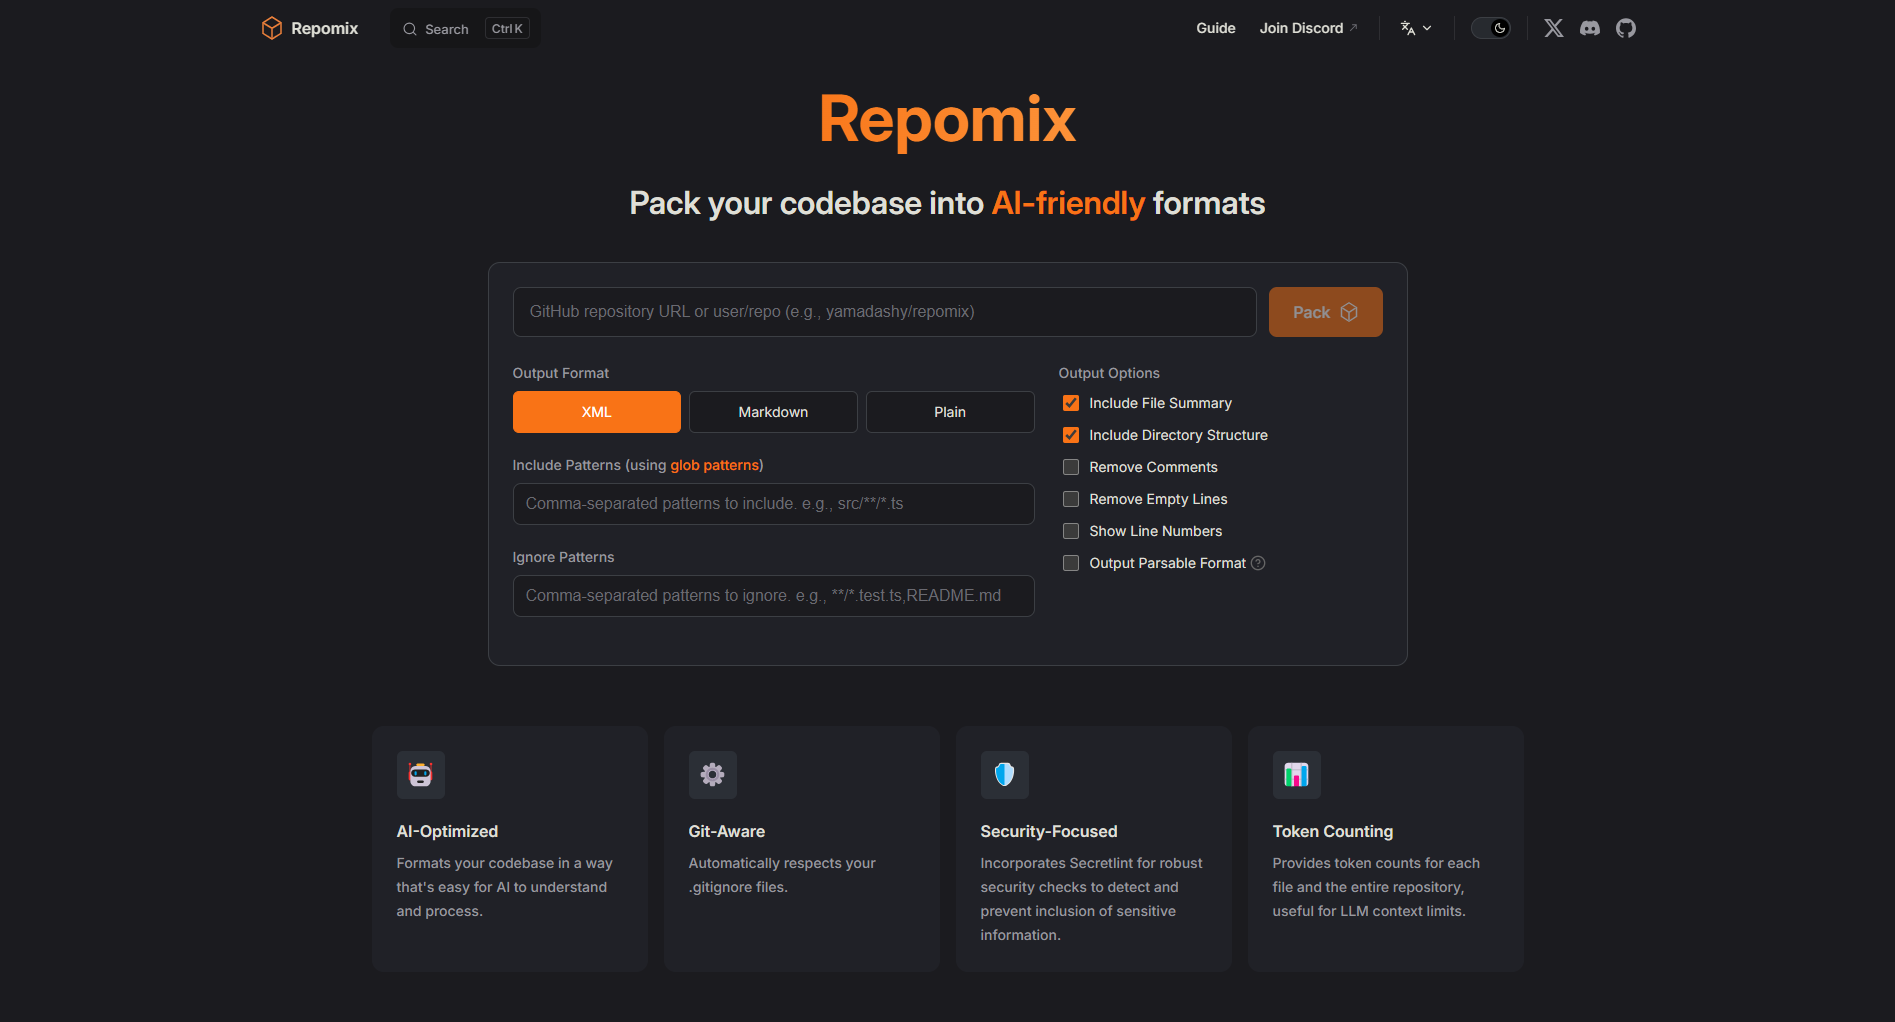 Repomix
Search Ctrl K
Guide
Join Discord
Repomix
Pack your codebase into AI-friendly formats
GitHub repository URL or user/repo (e.g., yamadashy/repomix)
Pack
Output Format
XML
Markdown
Plain
Include Patterns (using glob patterns)
Comma-separated patterns to include. e.g., src/**/*.ts
Ignore Patterns
Comma-separated patterns to ignore. e.g., **/*.test.ts,README.md
Output Options
Include File Summary
Include Directory Structure
Remove Comments
Remove Empty Lines
Show Line Numbers
Output Parsable Format ?
AI-Optimized
Formats your codebase in a way
that's easy for AI to understand
and process.
Git-Aware
Automatically respects your
.gitignore files.
Security-Focused
Incorporates Secretlint for robust
security checks to detect and
prevent inclusion of sensitive
information.
Token Counting
Provides token counts for each
file and the entire repository,
useful for LLM context limits.